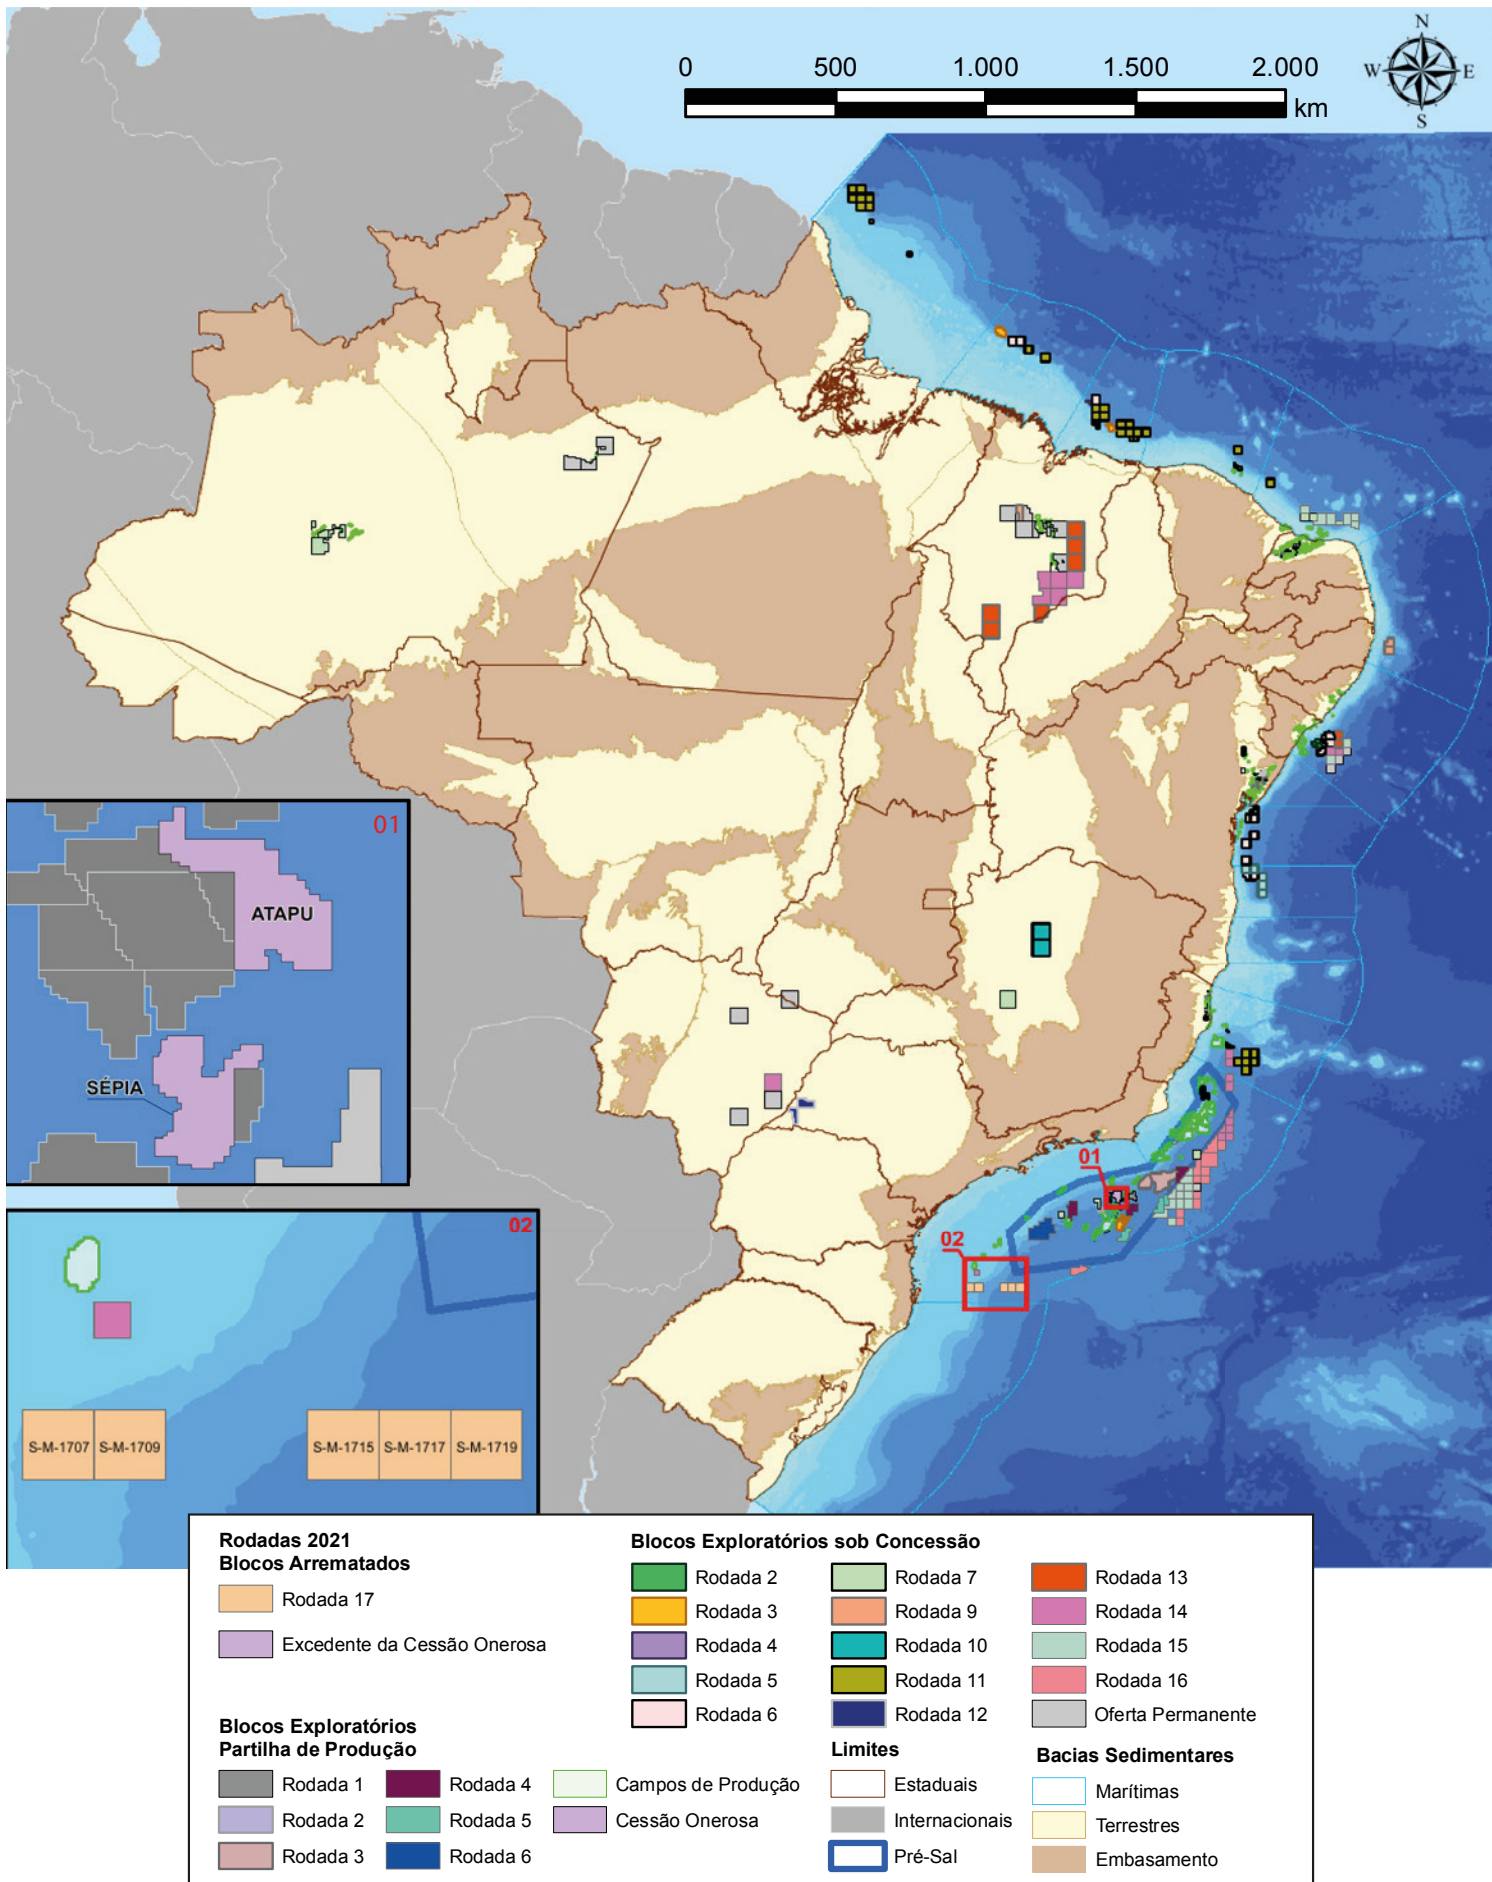 N
W E
S
0 500 1.000 1.500 2.000
km
01
ATAPU
SÉPIA
01
02
02
S-M-1707 S-M-1709 S-M-1715 S-M-1717 S-M-1719
Rodadas 2021
Blocos Arrematados
Rodada 17
Excedente da Cessão Onerosa
Blocos Exploratórios
Partilha de Produção
Rodada 1
Rodada 2
Rodada 3
Rodada 4
Rodada 5
Rodada 6
Campos de Produção
Cessão Onerosa
Blocos Exploratórios sob Concessão
Rodada 2
Rodada 3
Rodada 4
Rodada 5
Rodada 6
Rodada 7
Rodada 9
Rodada 10
Rodada 11
Rodada 12
Rodada 13
Rodada 14
Rodada 15
Rodada 16
Oferta Permanente
Limites
Estaduais
Internacionais
Pré-Sal
Bacias Sedimentares
Marítimas
Terrestres
Embasamento